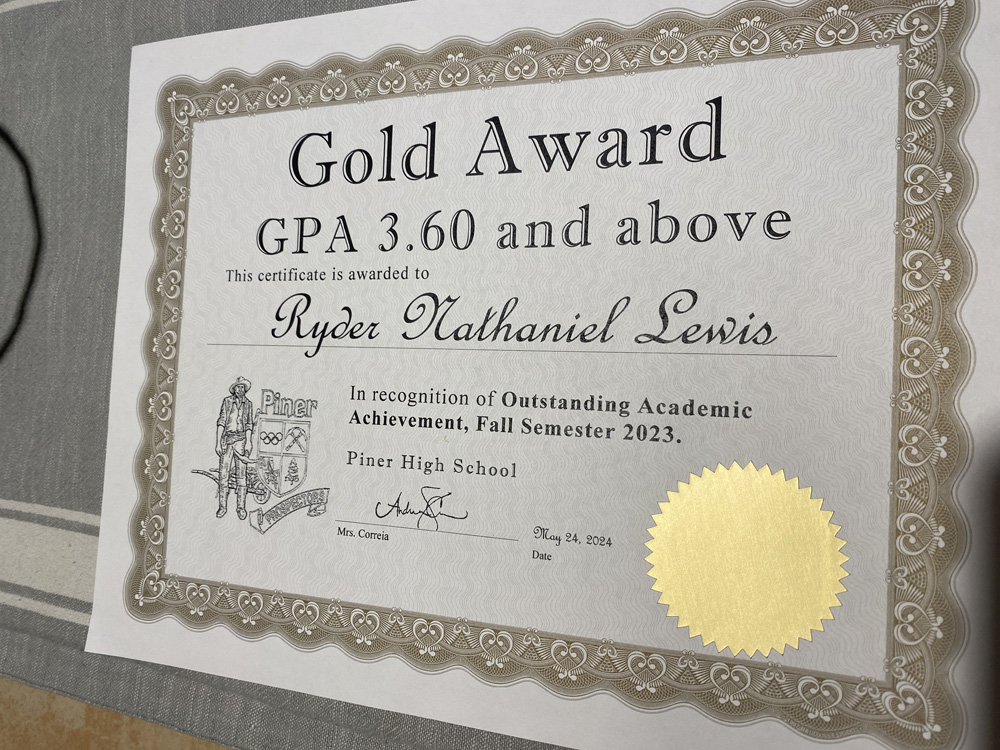 Gold Award
GPA 3.60 and above
This certificate is awarded to
Ryder Nathaniel Lewis
Piner
PROSPECTORS
In recognition of Outstanding Academic
Achievement, Fall Semester 2023.
Piner High School
Mrs. Correia
May 24, 2024
Date